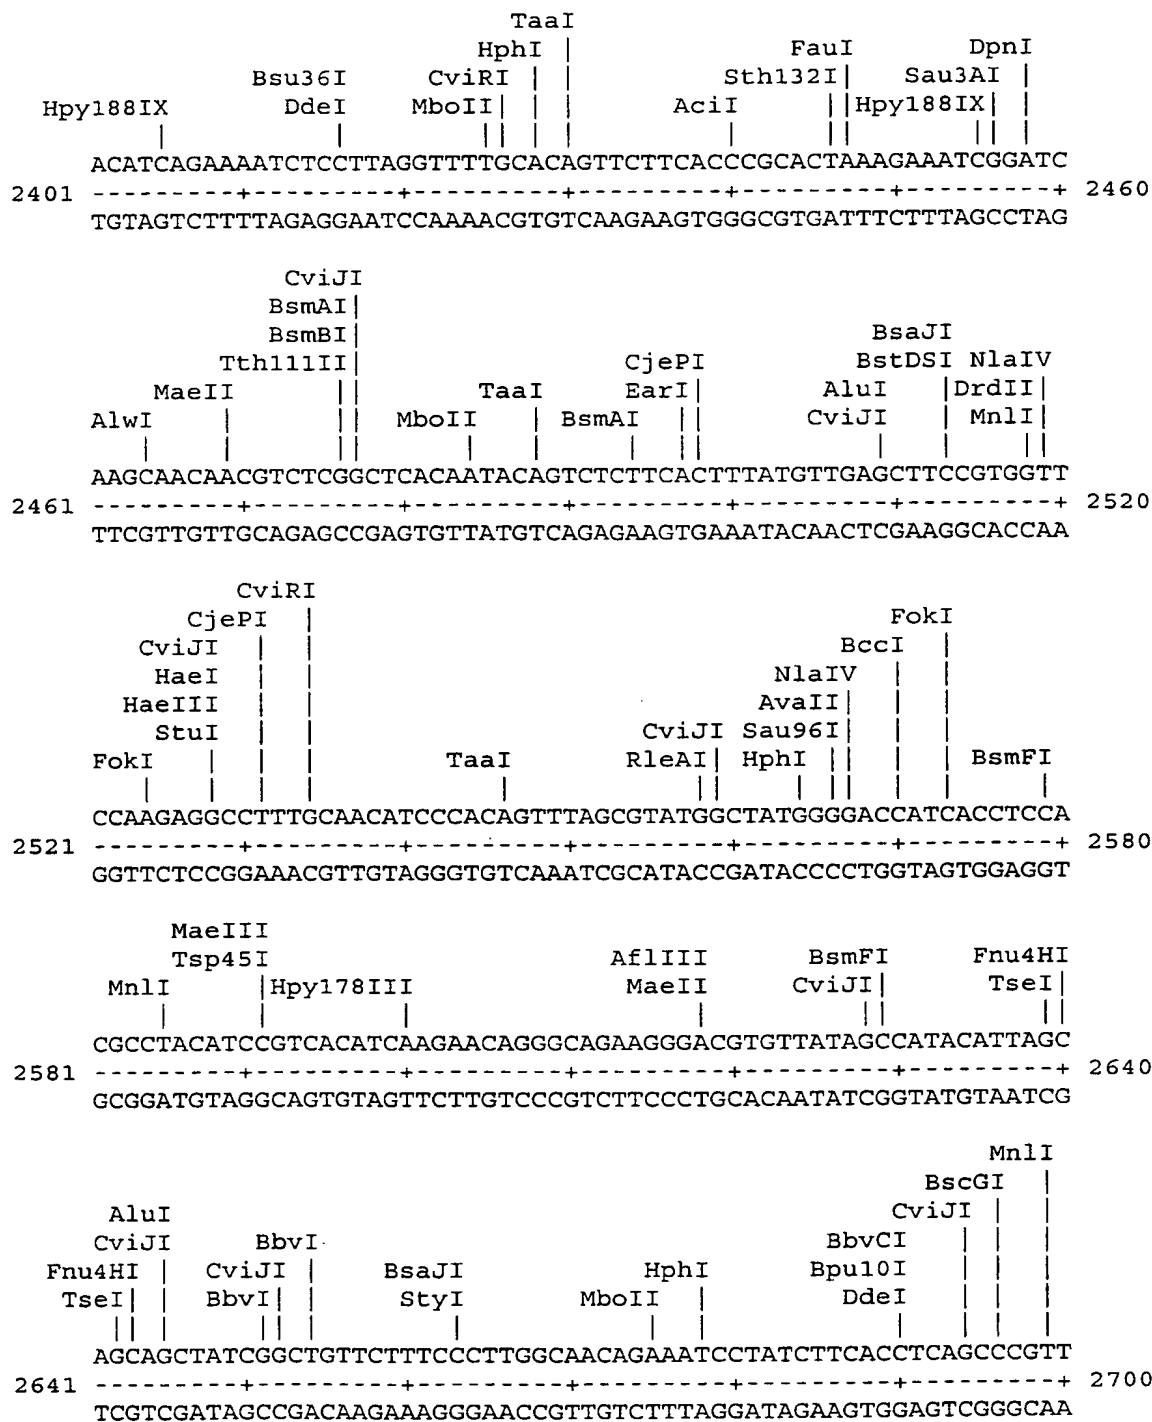 TaaI
HphI FauI DpnI
Bsu36I CviRI Sth132I Sau3AI
Hpy188IX DdeI MboII AciI Hpy188IX
ACATCAGAAAATCTCCTTAGGTTTTGCACAGTTCTTCACCCGCACTAAAGAAATCGGATC
2401 ---------+---------+---------+---------+---------+---------+ 2460
TGTAGTCTTTTAGAGGAATCCAAAACGTGTCAAGAAGTGGGCGTGATTTCTTTAGCCTAG
CviJI
BsmAI
BsmBI BsaJI
Tth111II CjePI BstDSI NlaIV
MaeII TaaI EarI AluI DrdII
AlwI MboII BsmAI CviJI MnlI
AAGCAACAACGTCTCGGCTCACAATACAGTCTCTTCACTTTATGTTGAGCTTCCGTGGTT
2461 ---------+---------+---------+---------+---------+---------+ 2520
TTCGTTGTTGCAGAGCCGAGTGTTATGTCAGAGAAGTGAAATACAACTCGAAGGCACCAA
CviRI
CjePI FokI
CviJI BccI
HaeI NlaIV
HaeIII AvaII
StuI CviJI Sau96I
FokI TaaI RleAI HphI BsmFI
CCAAGAGGCCTTTGCAACATCCCACAGTTTAGCGTATGGCTATGGGGACCATCACCTCCA
2521 ---------+---------+---------+---------+---------+---------+ 2580
GGTTCTCCGGAAACGTTGTAGGGTGTCAAATCGCATACCGATACCCCTGGTAGTGGAGGT
MaeIII
Tsp45I AflIII BsmFI Fnu4HI
MnlI Hpy178III MaeII CviJI TseI
CGCCTACATCCGTCACATCAAGAACAGGGCAGAAGGGACGTGTTATAGCCATACATTAGC
2581 ---------+---------+---------+---------+---------+---------+ 2640
GCGGATGTAGGCAGTGTAGTTCTTGTCCCGTCTTCCCTGCACAATATCGGTATGTAATCG
MnlI
BscGI
AluI CviJI
CviJI BbvI BbvCI
Fnu4HI CviJI BsaJI HphI Bpu10I
TseI BbvI StyI MboII DdeI
AGCAGCTATCGGCTGTTCTTTCCCTTGGCAACAGAAATCCTATCTTCACCTCAGCCCGTT
2641 ---------+---------+---------+---------+---------+---------+ 2700
TCGTCGATAGCCGACAAGAAAGGGAACCGTTGTCTTTAGGATAGAAGTGGAGTCGGGCAA